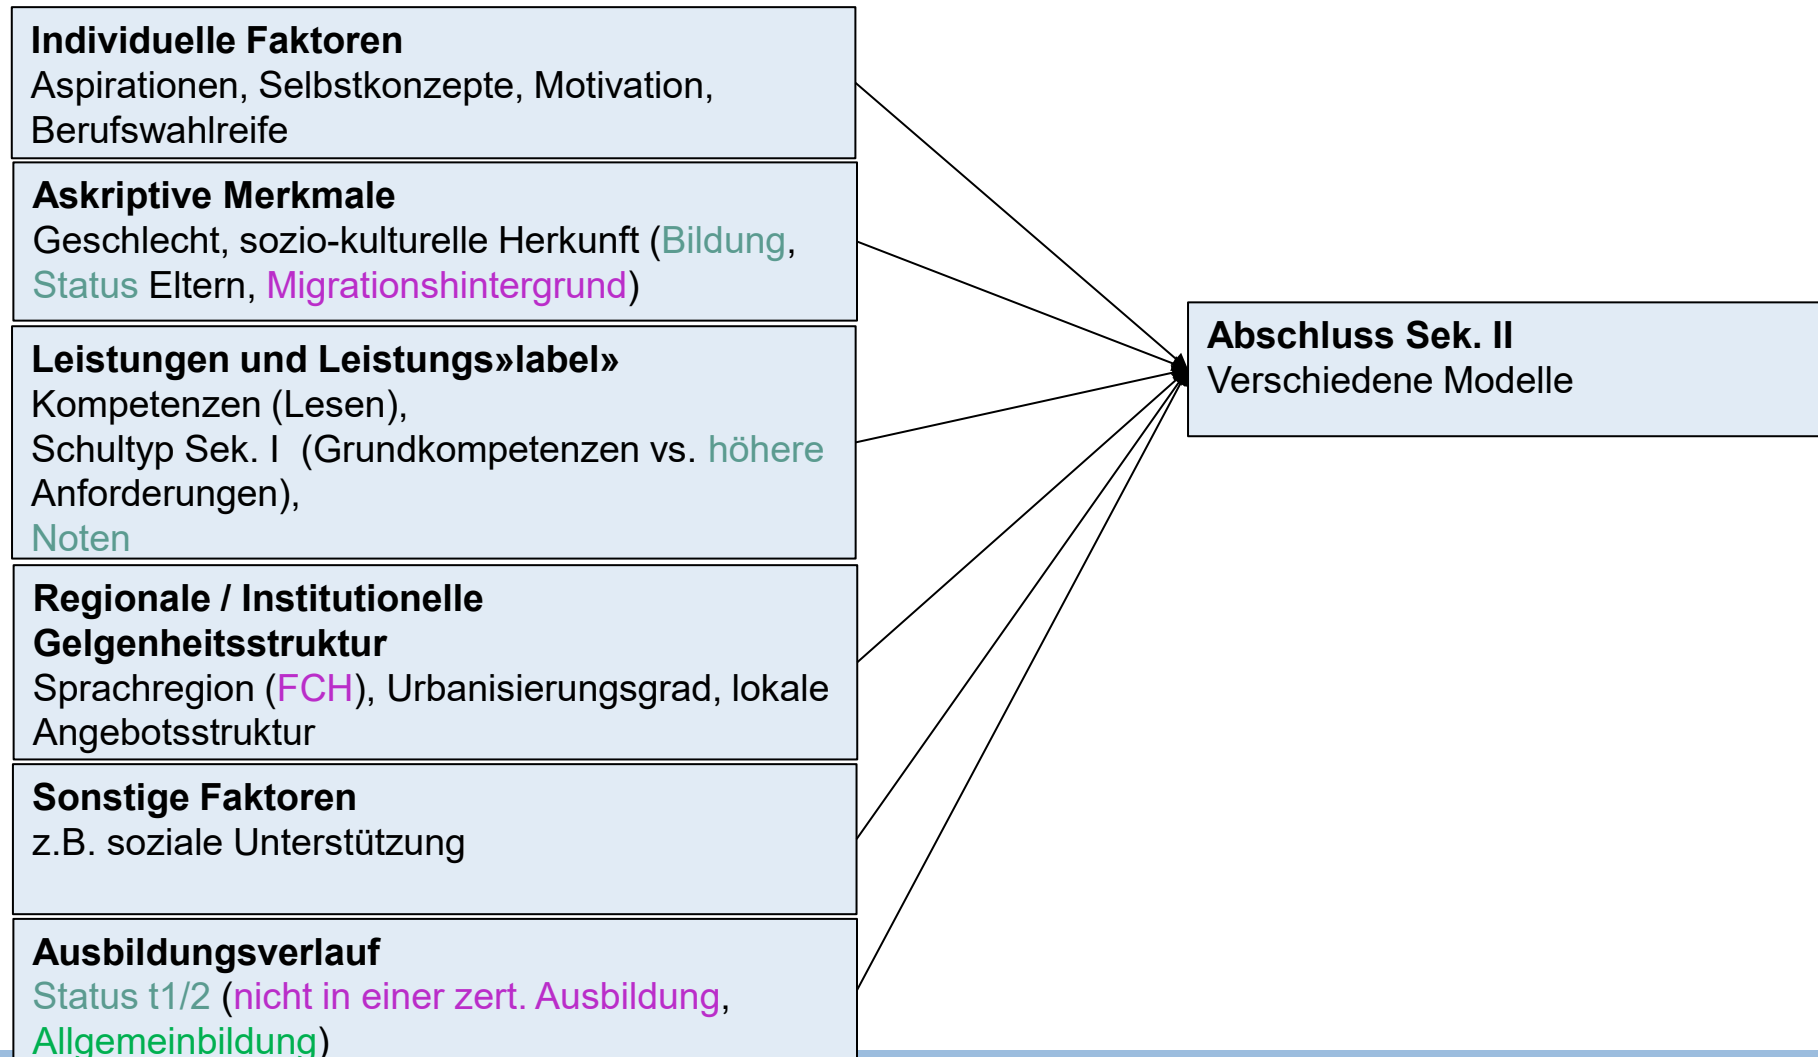 Individuelle Faktoren
Aspirationen, Selbstkonzepte, Motivation,
Berufswahlreife
Askriptive Merkmale
Geschlecht, sozio-kulturelle Herkunft (Bildung,
Status Eltern, Migrationshintergrund)
Leistungen und Leistungs»label»
Kompetenzen (Lesen),
Schultyp Sek. I (Grundkompetenzen vs. höhere
Anforderungen),
Noten
Regionale / Institutionelle
Gelgenheitsstruktur
Sprachregion (FCH), Urbanisierungsgrad, lokale
Angebotsstruktur
Sonstige Faktoren
z.B. soziale Unterstützung
Ausbildungsverlauf
Status t1/2 (nicht in einer zert. Ausbildung,
Allgemeinbildung)
Abschluss Sek. II
Verschiedene Modelle